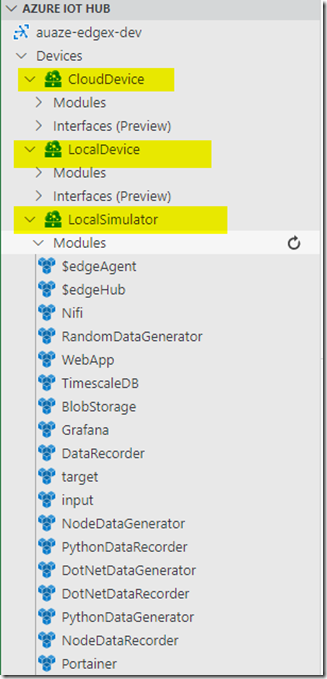 AZURE IOT HUB
auaze-edgex-dev
Devices
CloudDevice
Modules
Interfaces (Preview)
LocalDevice
Modules
Interfaces (Preview)
LocalSimulator
Modules
$edgeAgent
$edgeHub
Nifi
RandomDataGenerator
WebApp
TimescaleDB
BlobStorage
Grafana
DataRecorder
target
input
NodeDataGenerator
PythonDataRecorder
DotNetDataGenerator
DotNetDataRecorder
PythonDataGenerator
NodeDataRecorder
Portainer